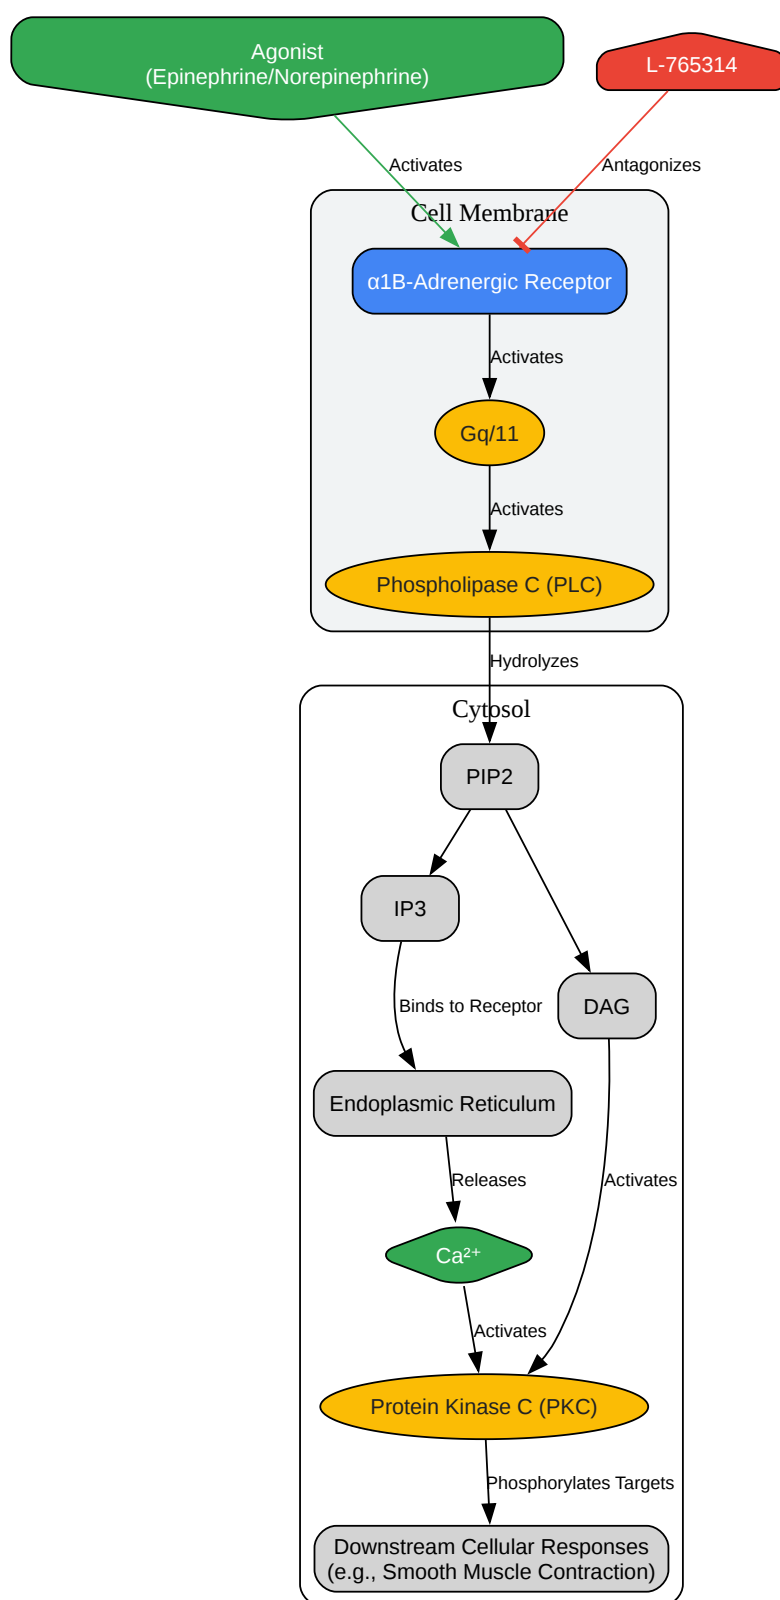 Agonist
(Epinephrine/Norepinephrine)
L-765314
Activates
Antagonizes
Cell Membrane
α1B-Adrenergic Receptor
Activates
Gq/11
Activates
Phospholipase C (PLC)
Hydrolyzes
Cytosol
PIP2
IP3
Binds to Receptor
DAG
Endoplasmic Reticulum
Releases
Activates
Ca²⁺
Activates
Protein Kinase C (PKC)
Phosphorylates Targets
Downstream Cellular Responses
(e.g., Smooth Muscle Contraction)